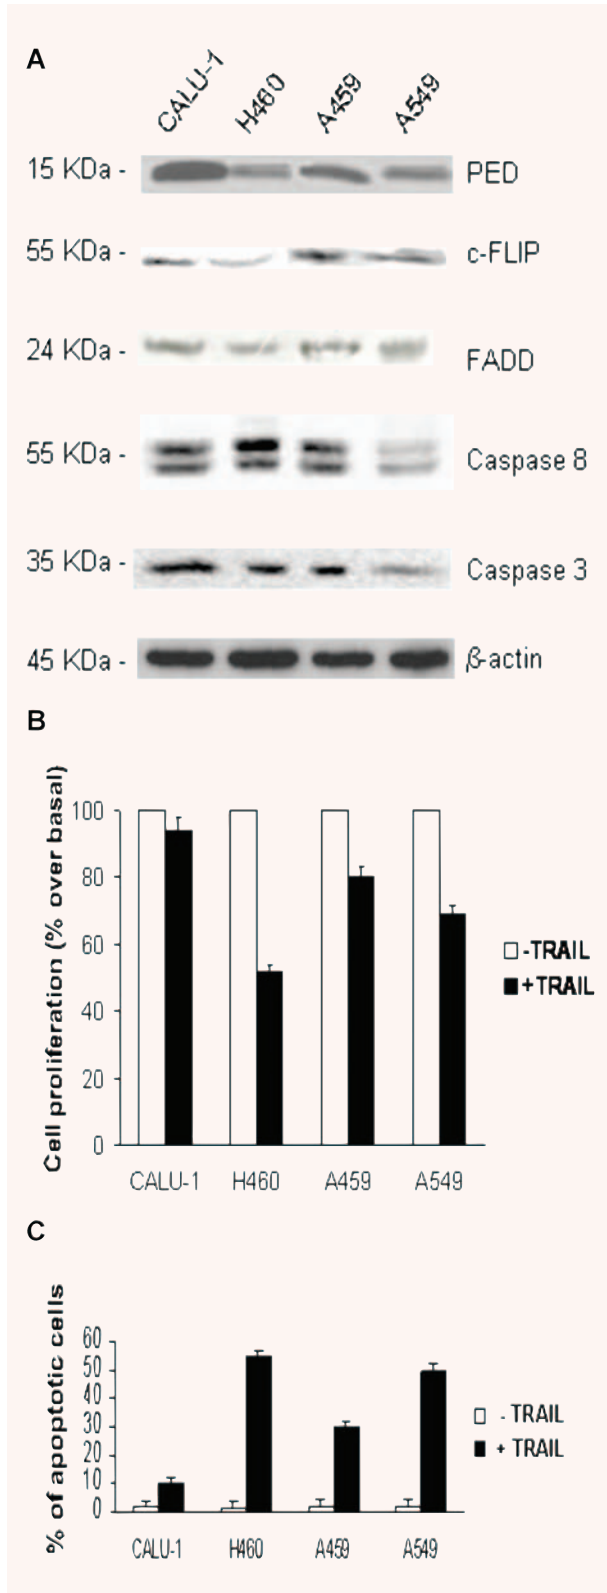 A
CALU-1 H460 A459 A549
15 KDa - PED
55 KDa - c-FLIP
24 KDa - FADD
55 KDa - Caspase 8
35 KDa - Caspase 3
45 KDa - ß-actin
B
Cell proliferation (% over basal)
100
80
60
40
20
0
-TRAIL
+TRAIL
CALU-1 H460 A459 A549
C
% of apoptotic cells
60
50
40
30
20
10
0
- TRAIL
+ TRAIL
CALU-1 H460 A459 A549